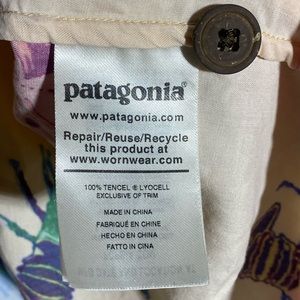 patagonia®
www.patagonia.com
Repair/Reuse/Recycle
this product at
www.wornwear.com
100% TENCEL ® LYOCELL
EXCLUSIVE OF TRIM
MADE IN CHINA
FABRIQUÉ EN CHINE
HECHO EN CHINA
FATTO IN CINA